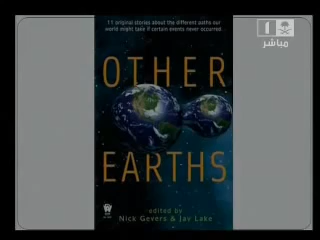 11 original stories about the different paths our
world might take if certain events never occurred.
OTHER
EARTHS
edited by
Nick Gevers & Jay Lake
1
مباشر